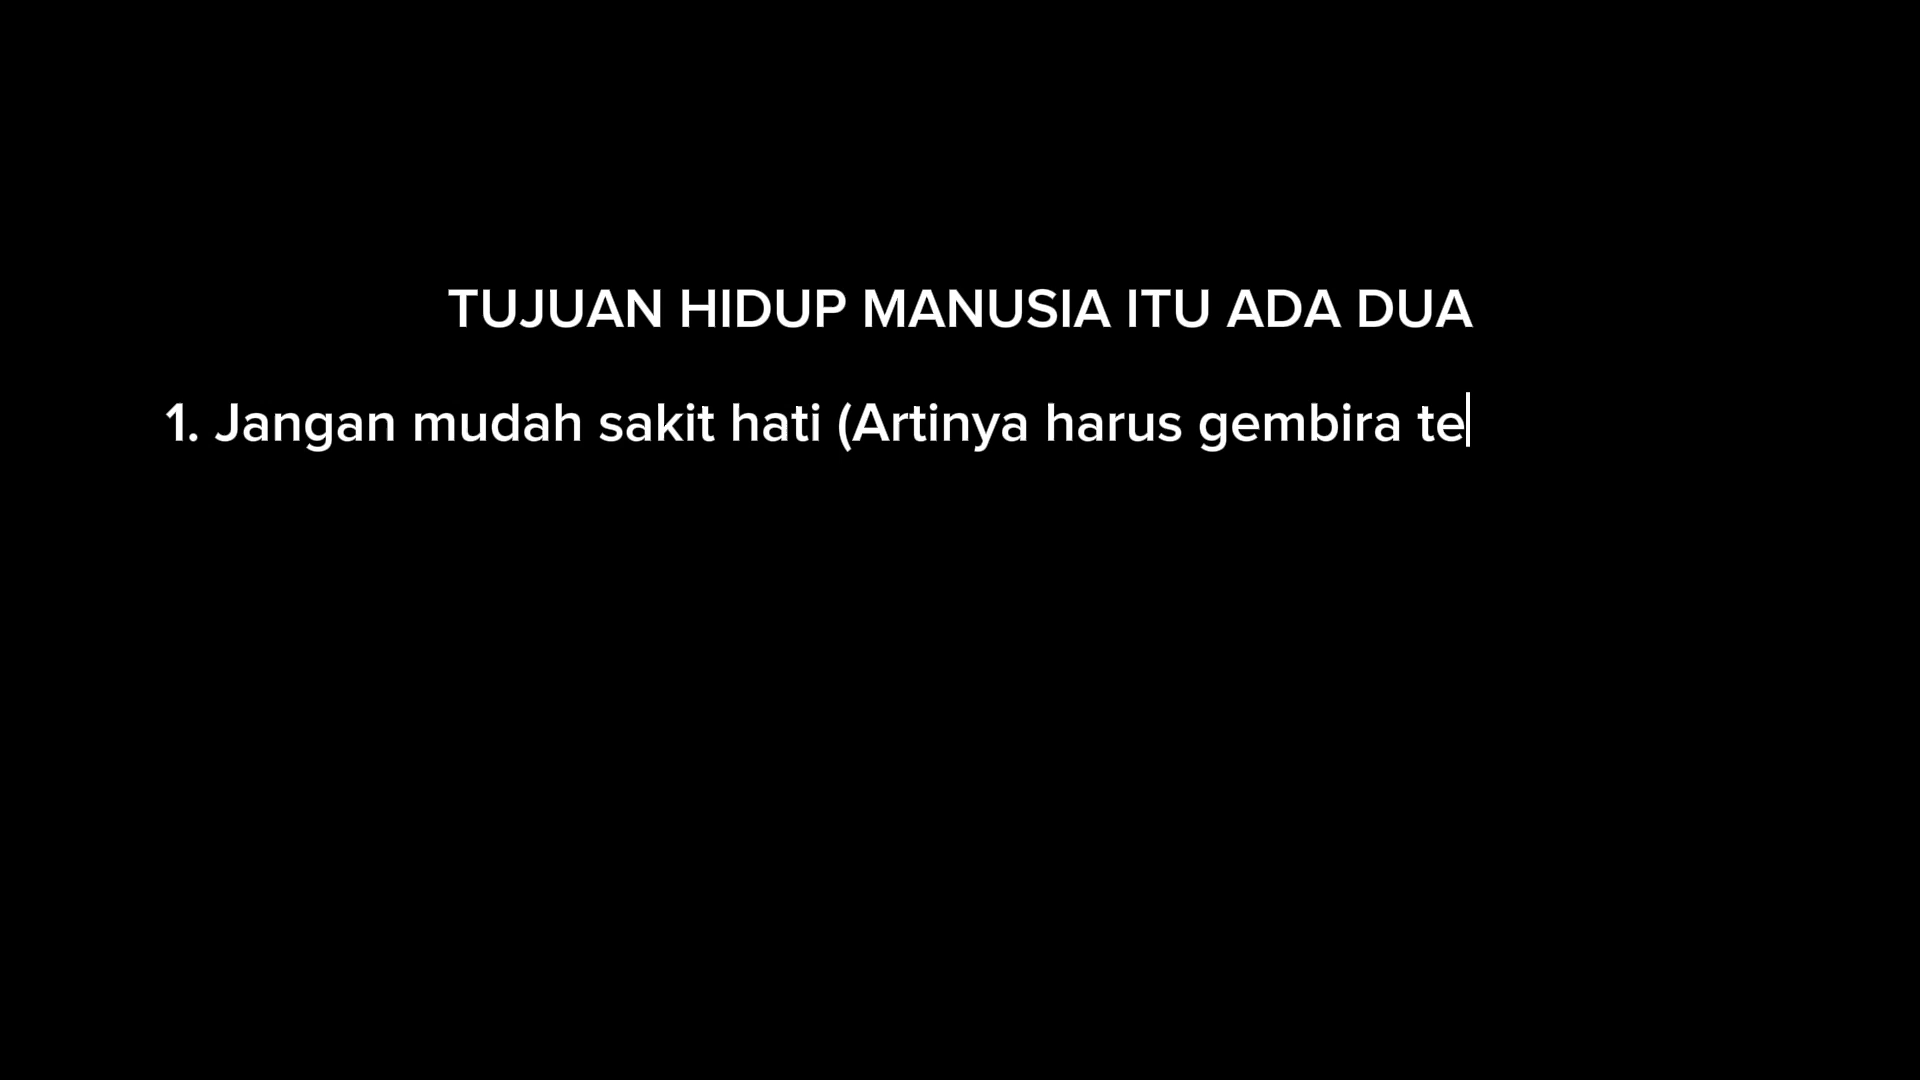 TUJUAN HIDUP MANUSIA ITU ADA DUA
1. Jangan mudah sakit hati (Artinya harus gembira te